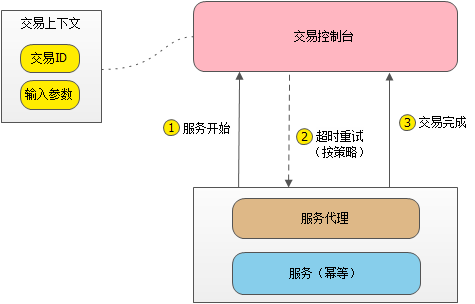 交易上下文
交易ID
输入参数
交易控制台
1 服务开始
2 超时重试
（按策略）
3 交易完成
服务代理
服务（幂等）